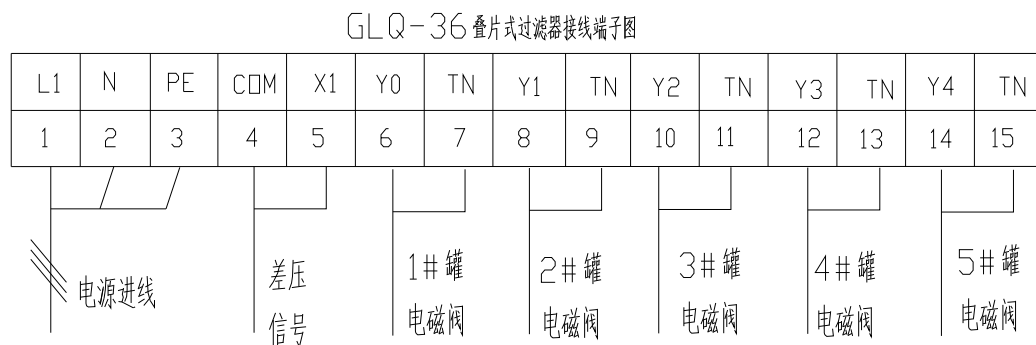 GLQ-36 叠片式过滤器接线端子图
L1 N PE COM X1 Y0 TN Y1 TN Y2 TN Y3 TN Y4 TN
1 2 3 4 5 6 7 8 9 10 11 12 13 14 15
电源进线
差压
信号
1#罐
电磁阀
2#罐
电磁阀
3#罐
电磁阀
4#罐
电磁阀
5#罐
电磁阀